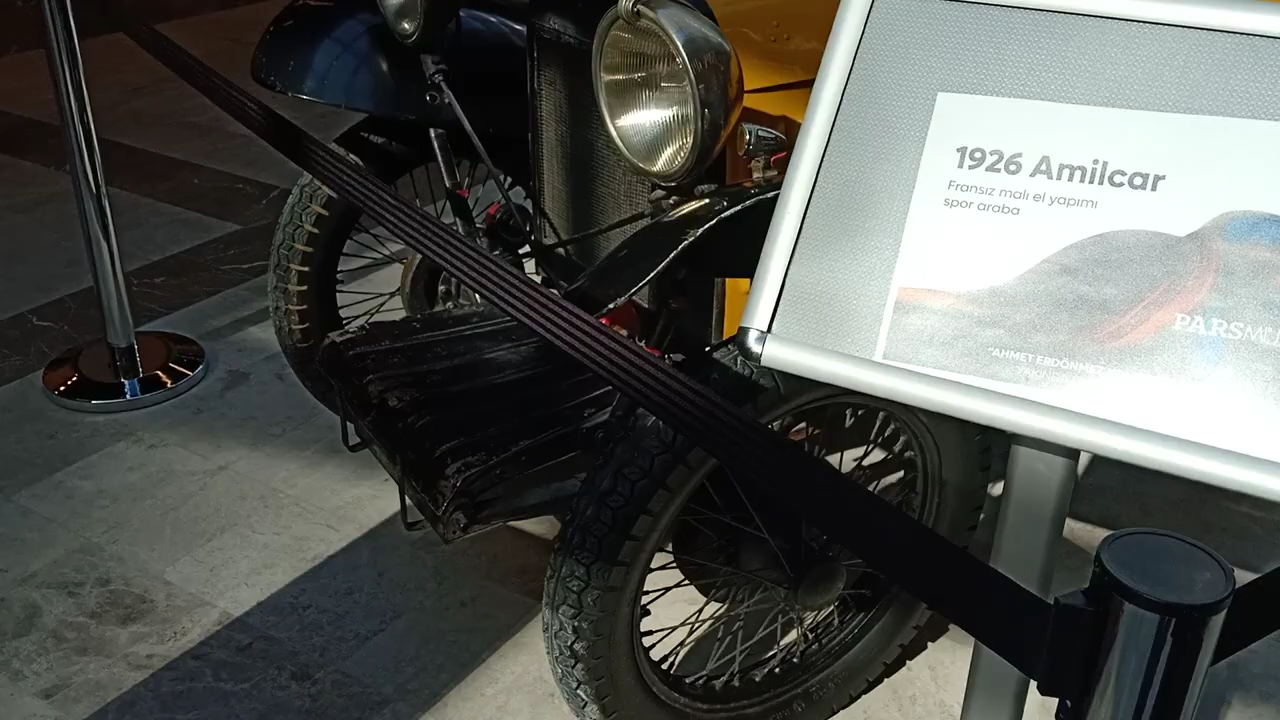 1926 Amilcar
Fransız malı el yapımı
spor araba
PARSMÜ
"AHMET ERDÖNMEZ